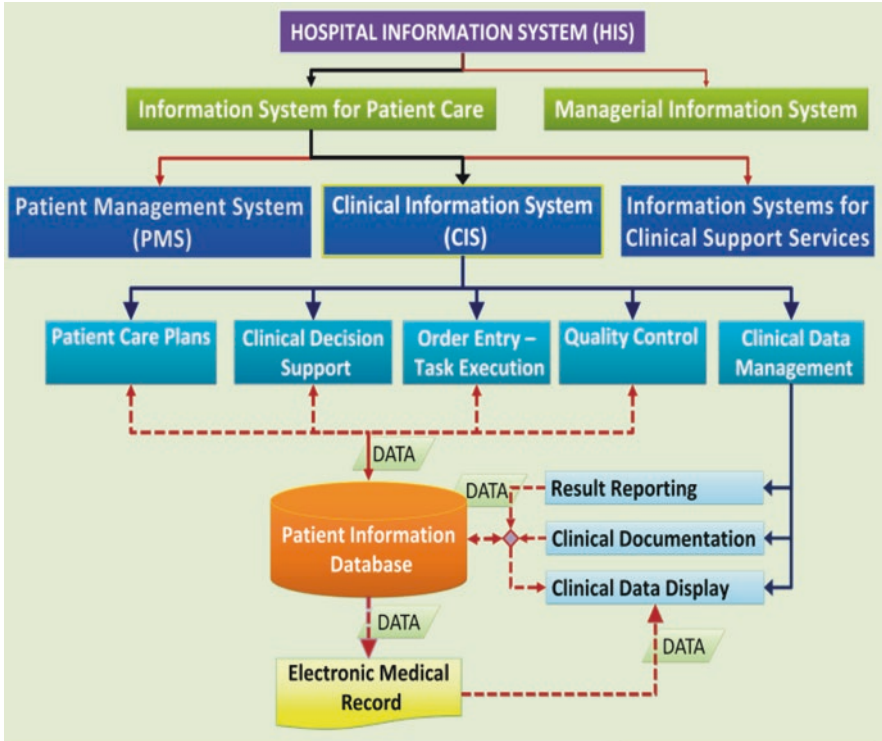 HOSPITAL INFORMATION SYSTEM (HIS)
Information System for Patient Care
Managerial Information System
Patient Management System
(PMS)
Clinical Information System
(CIS)
Information Systems for
Clinical Support Services
Patient Care Plans
Clinical Decision
Support
Order Entry –
Task Execution
Quality Control
Clinical Data
Management
DATA
DATA
Result Reporting
Patient Information
Database
Clinical Documentation
Clinical Data Display
DATA
DATA
Electronic Medical
Record